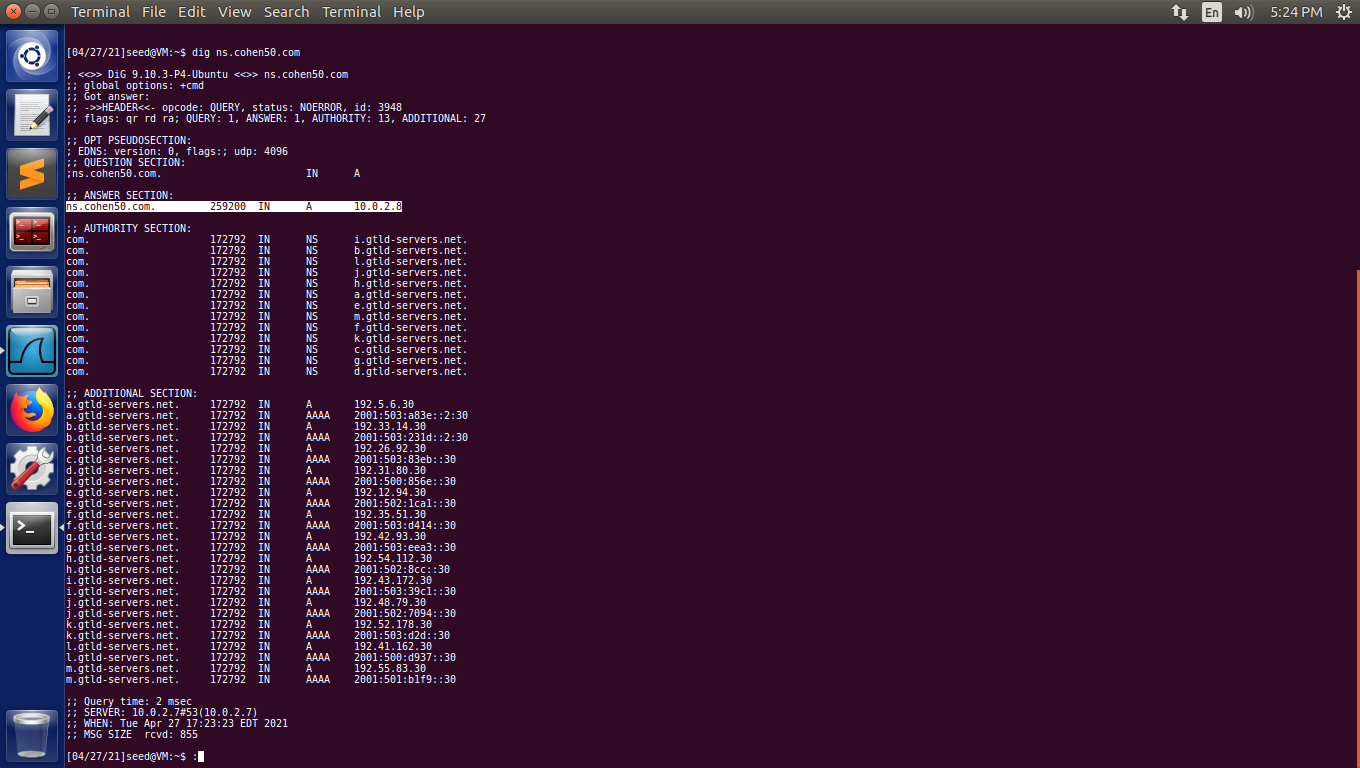 Terminal File Edit View Search Terminal Help En 5:24 PM
[04/27/21]seed@VM:~$ dig ns.cohen50.com
; <<>> DiG 9.10.3-P4-Ubuntu <<>> ns.cohen50.com
;; global options: +cmd
;; Got answer:
;; ->>HEADER<<- opcode: QUERY, status: NOERROR, id: 3948
;; flags: qr rd ra; QUERY: 1, ANSWER: 1, AUTHORITY: 13, ADDITIONAL: 27
;; OPT PSEUDOSECTION:
; EDNS: version: 0, flags:; udp: 4096
;; QUESTION SECTION:
;ns.cohen50.com. IN A
;; ANSWER SECTION:
ns.cohen50.com. 259200 IN A 10.0.2.8
;; AUTHORITY SECTION:
com. 172792 IN NS i.gtld-servers.net.
com. 172792 IN NS b.gtld-servers.net.
com. 172792 IN NS l.gtld-servers.net.
com. 172792 IN NS j.gtld-servers.net.
com. 172792 IN NS h.gtld-servers.net.
com. 172792 IN NS a.gtld-servers.net.
com. 172792 IN NS e.gtld-servers.net.
com. 172792 IN NS m.gtld-servers.net.
com. 172792 IN NS f.gtld-servers.net.
com. 172792 IN NS k.gtld-servers.net.
com. 172792 IN NS c.gtld-servers.net.
com. 172792 IN NS g.gtld-servers.net.
com. 172792 IN NS d.gtld-servers.net.
;; ADDITIONAL SECTION:
a.gtld-servers.net. 172792 IN A 192.5.6.30
a.gtld-servers.net. 172792 IN AAAA 2001:503:a83e::2:30
b.gtld-servers.net. 172792 IN A 192.33.14.30
b.gtld-servers.net. 172792 IN AAAA 2001:503:231d::2:30
c.gtld-servers.net. 172792 IN A 192.26.92.30
c.gtld-servers.net. 172792 IN AAAA 2001:503:83eb::30
d.gtld-servers.net. 172792 IN A 192.31.80.30
d.gtld-servers.net. 172792 IN AAAA 2001:500:856e::30
e.gtld-servers.net. 172792 IN A 192.12.94.30
e.gtld-servers.net. 172792 IN AAAA 2001:502:1ca1::30
f.gtld-servers.net. 172792 IN A 192.35.51.30
f.gtld-servers.net. 172792 IN AAAA 2001:503:d414::30
g.gtld-servers.net. 172792 IN A 192.42.93.30
g.gtld-servers.net. 172792 IN AAAA 2001:503:eea3::30
h.gtld-servers.net. 172792 IN A 192.54.112.30
h.gtld-servers.net. 172792 IN AAAA 2001:502:8cc::30
i.gtld-servers.net. 172792 IN A 192.43.172.30
i.gtld-servers.net. 172792 IN AAAA 2001:503:39c1::30
j.gtld-servers.net. 172792 IN A 192.48.79.30
j.gtld-servers.net. 172792 IN AAAA 2001:502:7094::30
k.gtld-servers.net. 172792 IN A 192.52.178.30
k.gtld-servers.net. 172792 IN AAAA 2001:503:d2d::30
l.gtld-servers.net. 172792 IN A 192.41.162.30
l.gtld-servers.net. 172792 IN AAAA 2001:500:d937::30
m.gtld-servers.net. 172792 IN A 192.55.83.30
m.gtld-servers.net. 172792 IN AAAA 2001:501:b1f9::30
;; Query time: 2 msec
;; SERVER: 10.0.2.7#53(10.0.2.7)
;; WHEN: Tue Apr 27 17:23:23 EDT 2021
;; MSG SIZE rcvd: 855
[04/27/21]seed@VM:~$ :